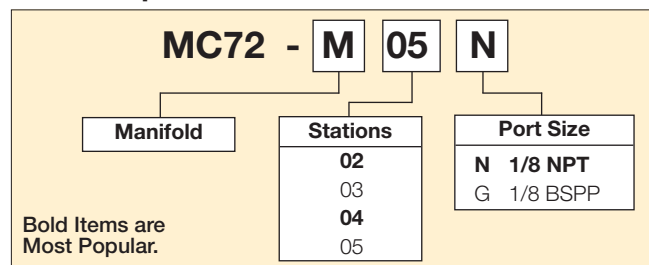 MC72 - M 05 N
Manifold
Stations
02
03
04
05
Port Size
N 1/8 NPT
G 1/8 BSPP
Bold Items are
Most Popular.